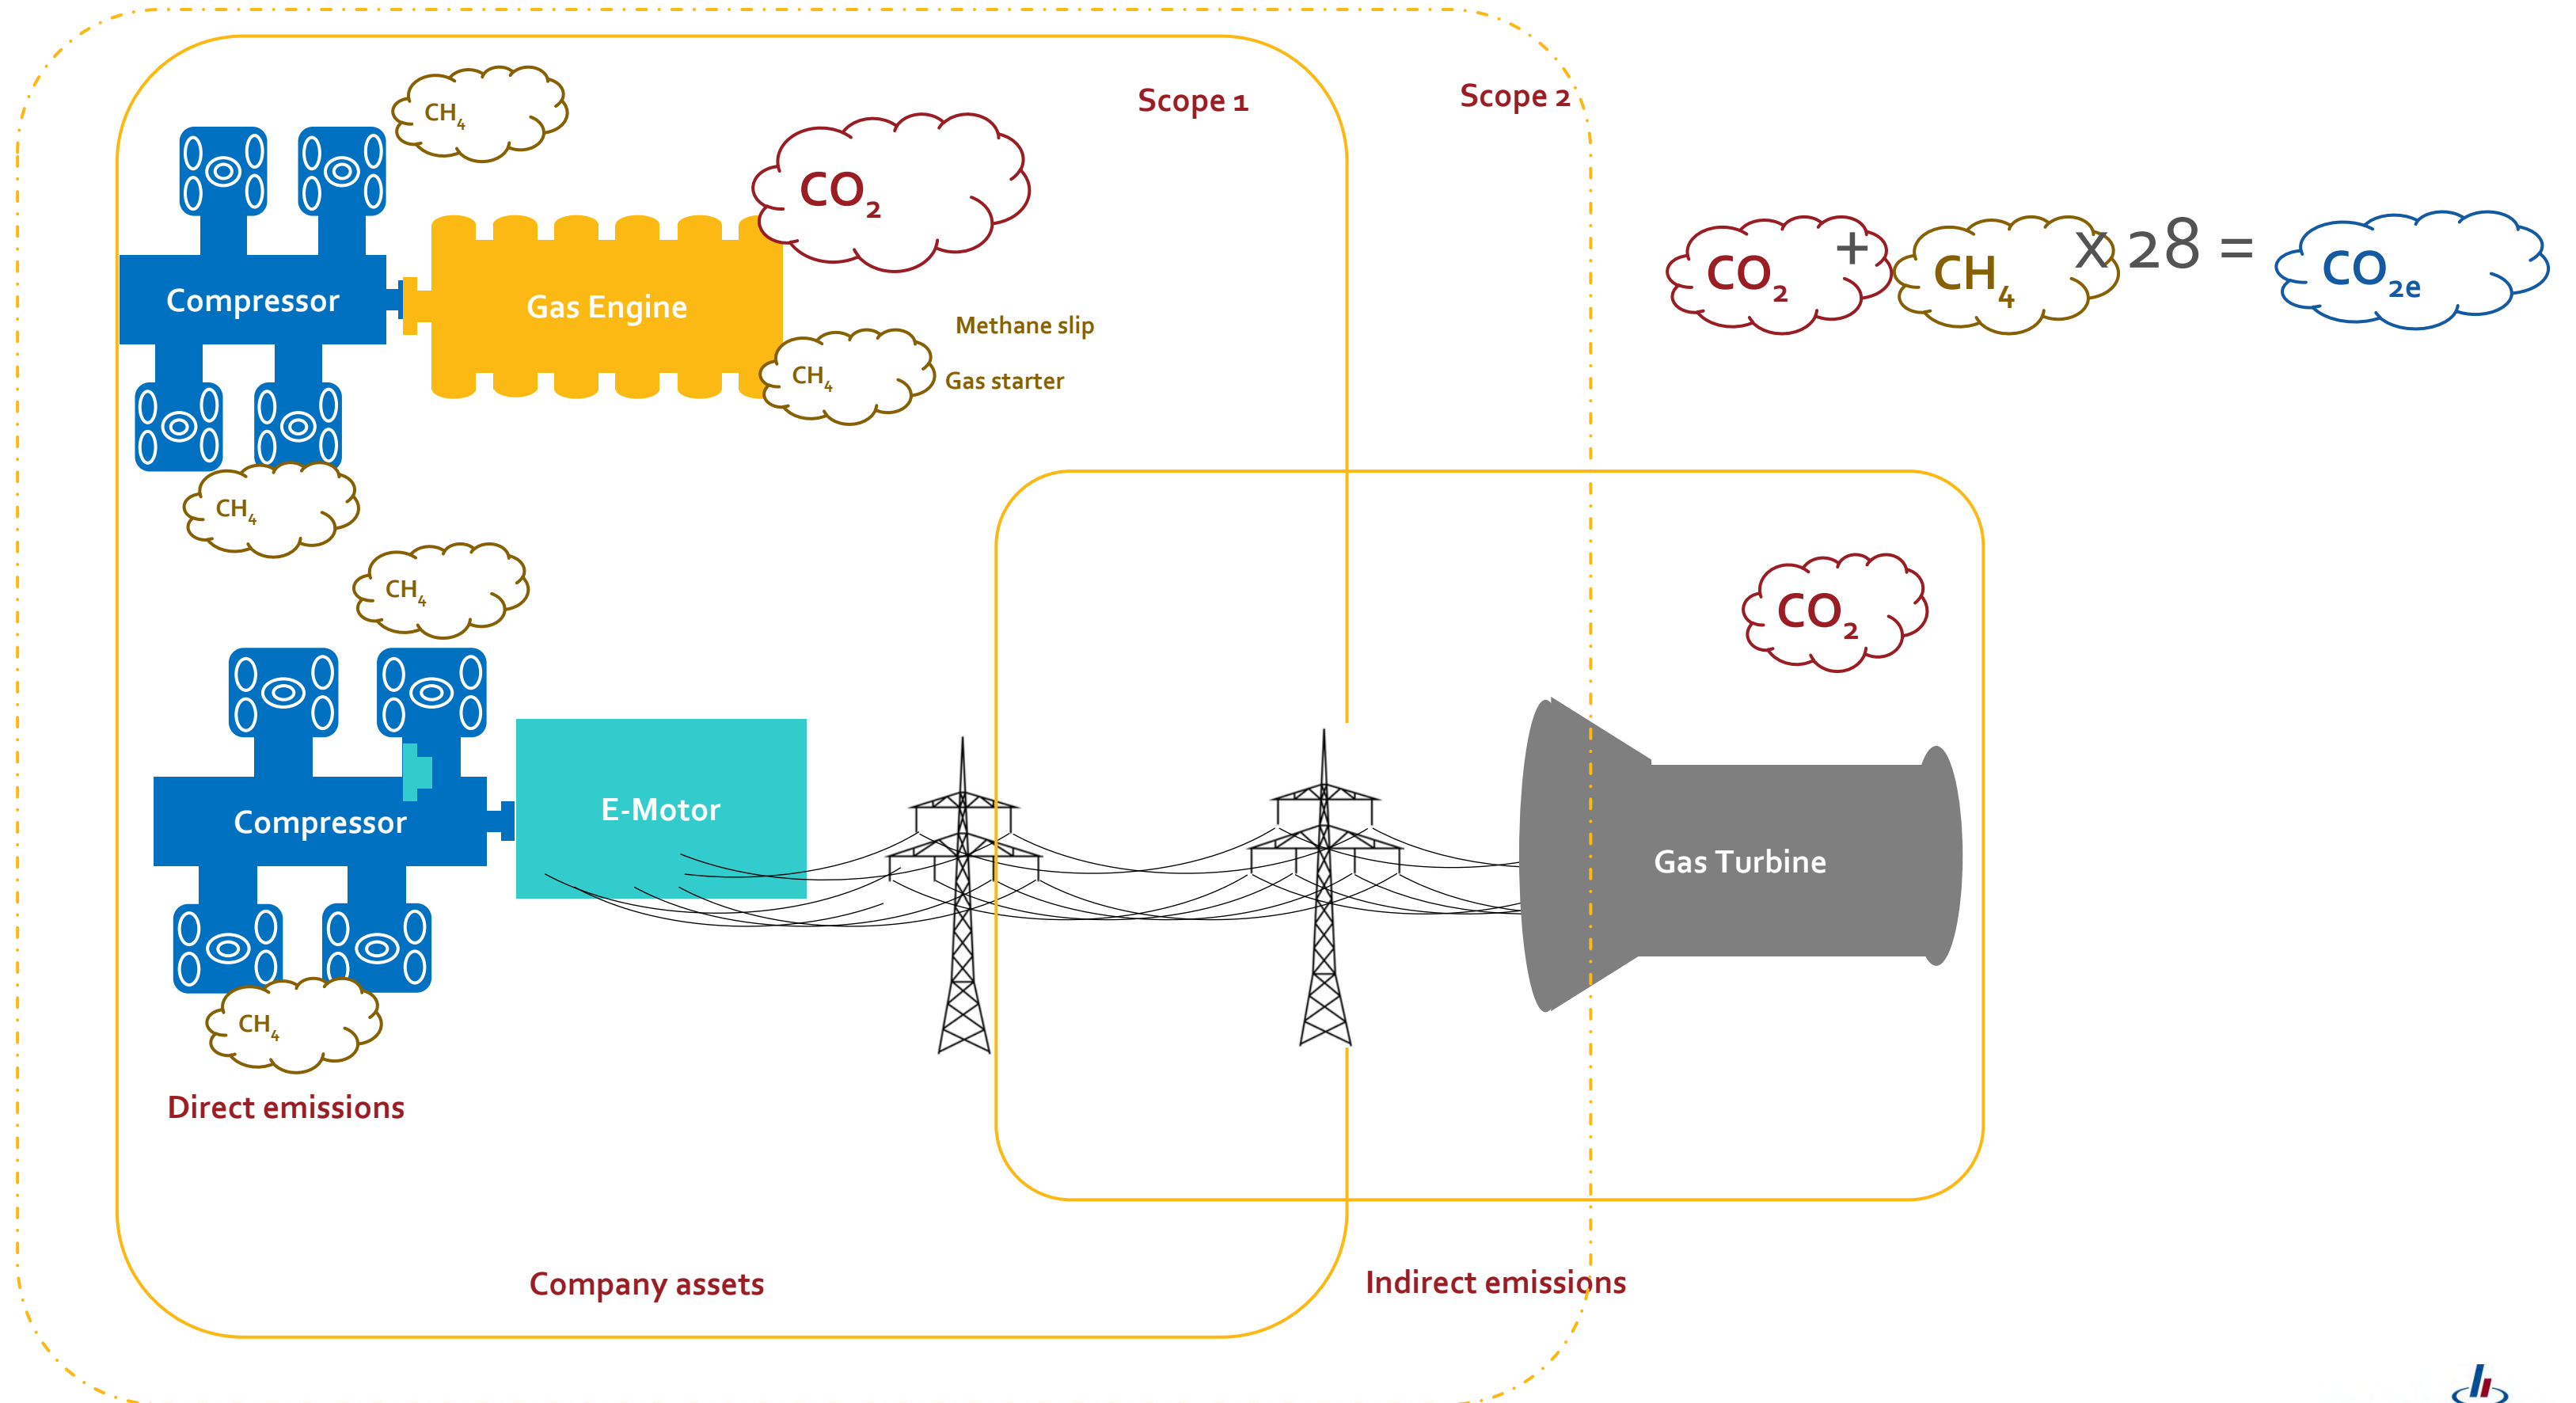 Scope 1
Scope 2
CH₄
CO₂
Compressor
Gas Engine
Methane slip
CH₄
Gas starter
CO₂ + CH₄ x 28 = CO₂e
CH₄
CH₄
CO₂
Compressor
E-Motor
Gas Turbine
CH₄
Direct emissions
Company assets
Indirect emissions